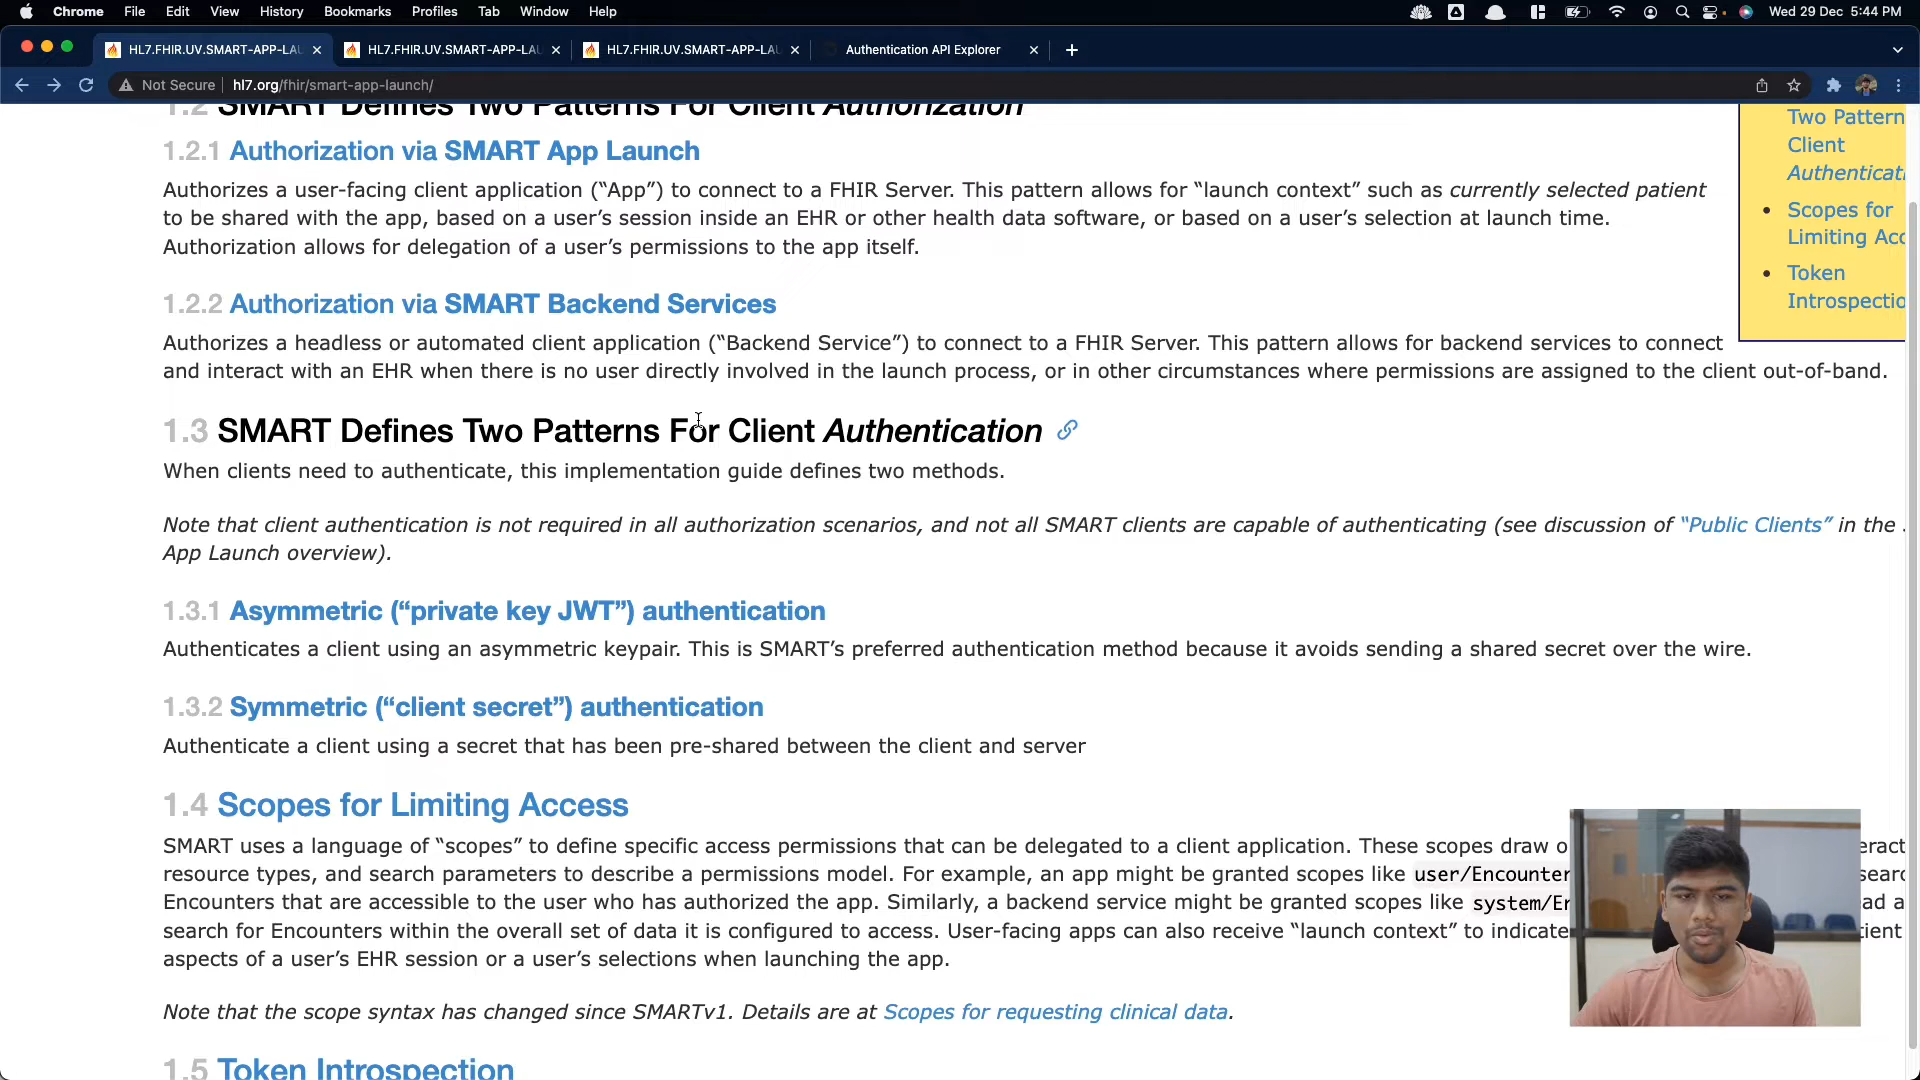 Chrome File Edit View History Bookmarks Profiles Tab Window Help Wed 29 Dec 5:44 PM
HL7.FHIR.UV.SMART-APP-LAU HL7.FHIR.UV.SMART-APP-LAU HL7.FHIR.UV.SMART-APP-LAU Authentication API Explorer
Not Secure hl7.org/fhir/smart-app-launch/
1.2 SMART Defines Two Patterns For Client Authorization
1.2.1 Authorization via SMART App Launch
Authorizes a user-facing client application (“App”) to connect to a FHIR Server. This pattern allows for “launch context” such as currently selected patient
to be shared with the app, based on a user’s session inside an EHR or other health data software, or based on a user’s selection at launch time.
Authorization allows for delegation of a user’s permissions to the app itself.
1.2.2 Authorization via SMART Backend Services
Authorizes a headless or automated client application (“Backend Service”) to connect to a FHIR Server. This pattern allows for backend services to connect
and interact with an EHR when there is no user directly involved in the launch process, or in other circumstances where permissions are assigned to the client out-of-band.
1.3 SMART Defines Two Patterns For Client Authentication
When clients need to authenticate, this implementation guide defines two methods.
Note that client authentication is not required in all authorization scenarios, and not all SMART clients are capable of authenticating (see discussion of “Public Clients” in the
App Launch overview).
1.3.1 Asymmetric (“private key JWT”) authentication
Authenticates a client using an asymmetric keypair. This is SMART’s preferred authentication method because it avoids sending a shared secret over the wire.
1.3.2 Symmetric (“client secret”) authentication
Authenticate a client using a secret that has been pre-shared between the client and server
1.4 Scopes for Limiting Access
SMART uses a language of “scopes” to define specific access permissions that can be delegated to a client application. These scopes draw o eract
resource types, and search parameters to describe a permissions model. For example, an app might be granted scopes like user/Encounter searc
Encounters that are accessible to the user who has authorized the app. Similarly, a backend service might be granted scopes like system/En ad a
search for Encounters within the overall set of data it is configured to access. User-facing apps can also receive “launch context” to indicate tient
aspects of a user’s EHR session or a user’s selections when launching the app.
Note that the scope syntax has changed since SMARTv1. Details are at Scopes for requesting clinical data.
1.5 Token Introspection
Two Pattern
Client
Authenticati
• Scopes for
Limiting Acc
• Token
Introspectio